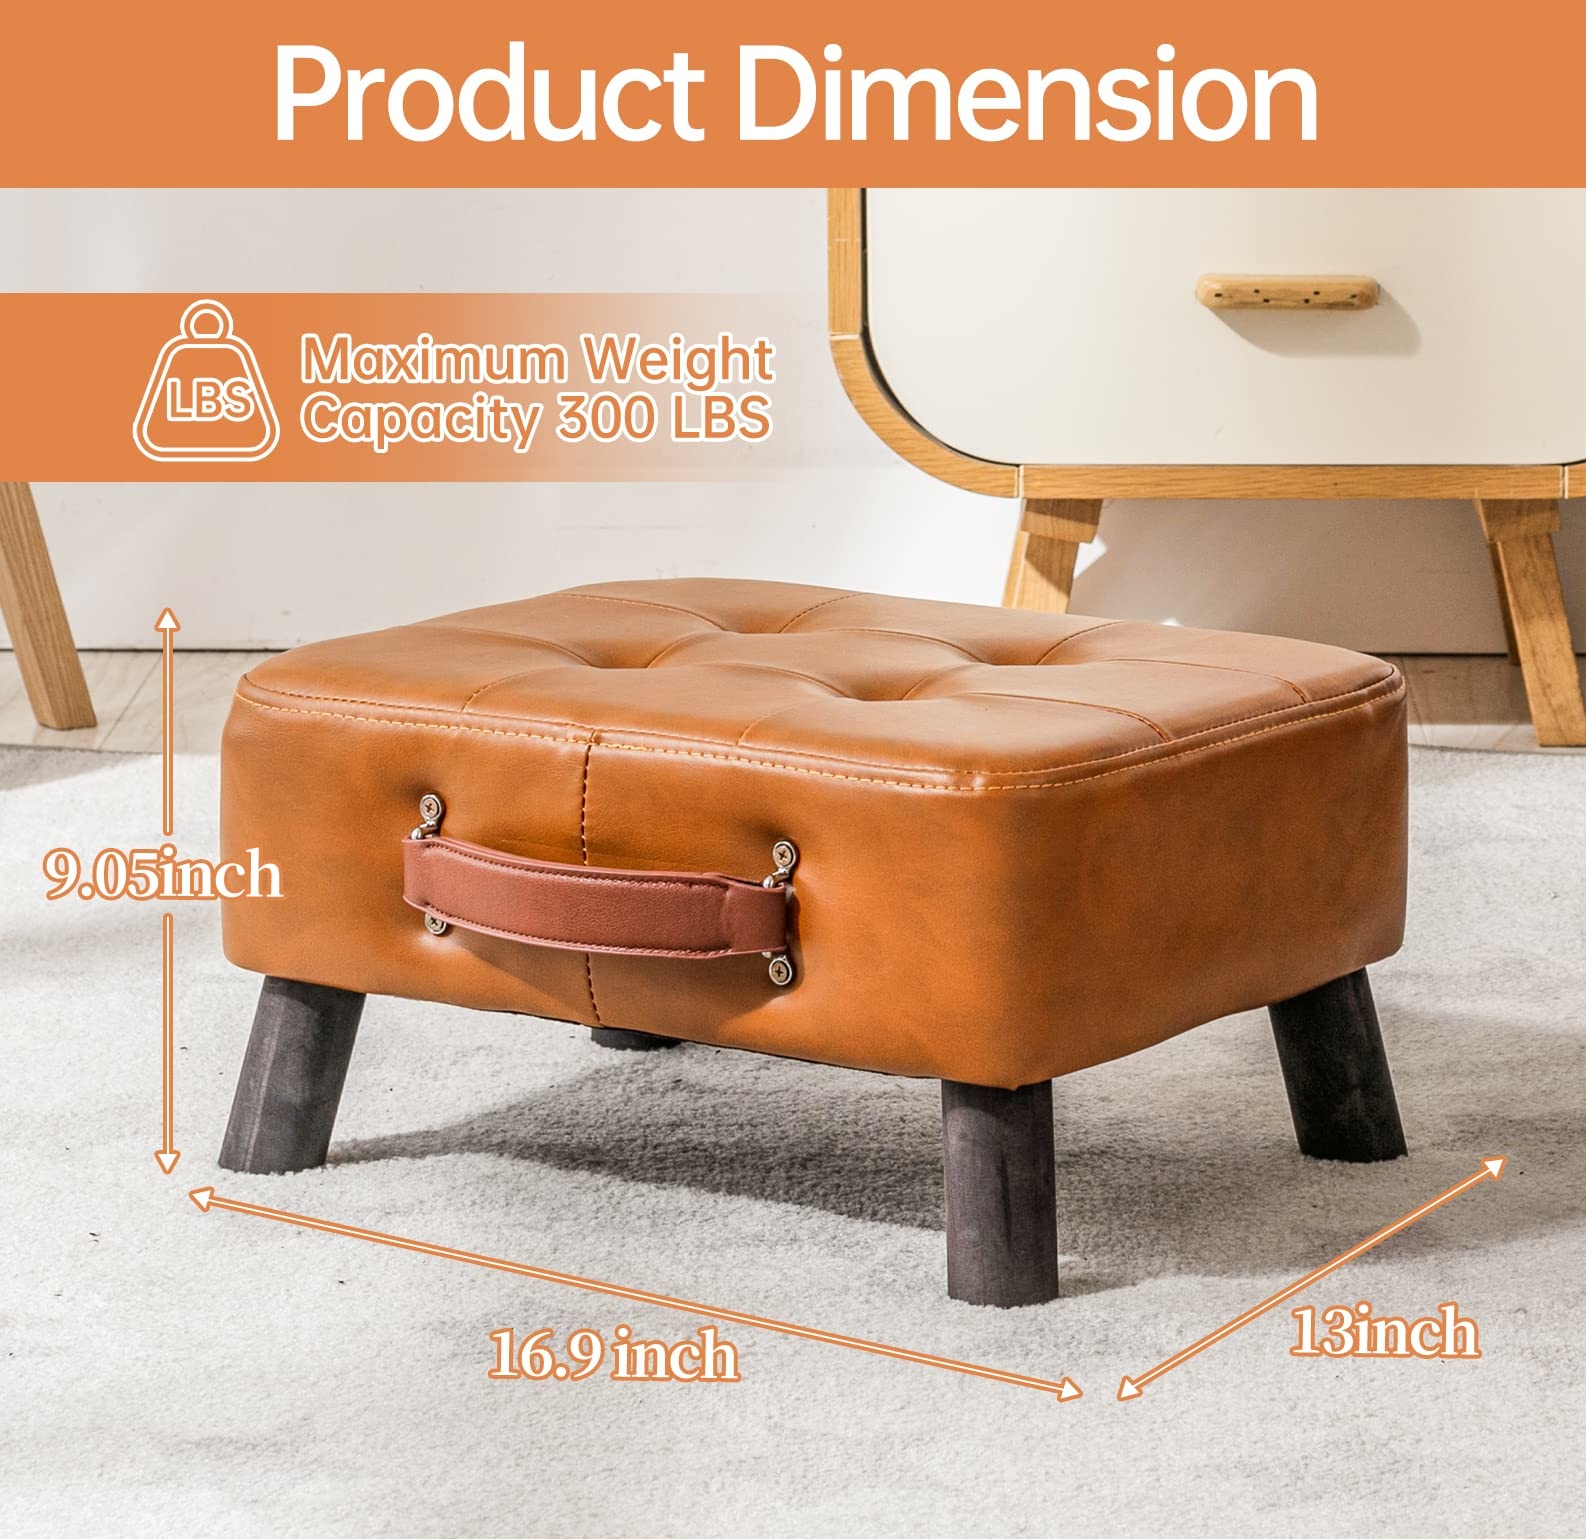 Product Dimension
LBS
Maximum Weight
Capacity 300 LBS
9.05inch
16.9 inch
13inch